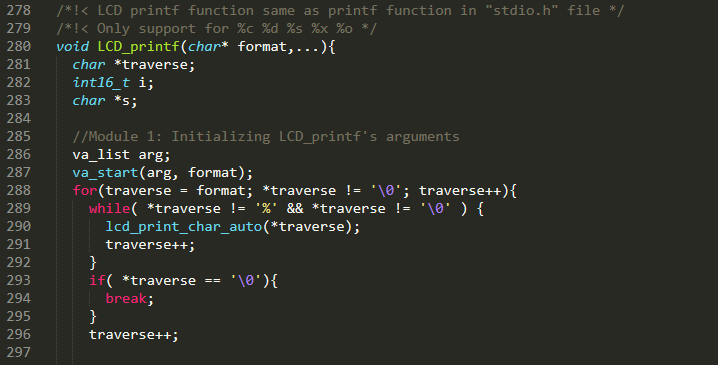 278 /*!< LCD printf function same as printf function in "stdio.h" file */
279 /*!< Only support for %c %d %s %x %o */
280 void LCD_printf(char* format,...){
281   char *traverse;
282   int16_t i;
283   char *s;
284
285   //Module 1: Initializing LCD_printf's arguments
286   va_list arg;
287   va_start(arg, format);
288   for(traverse = format; *traverse != '\0'; traverse++){
289     while( *traverse != '%' && *traverse != '\0' ) {
290       lcd_print_char_auto(*traverse);
291       traverse++;
292     }
293     if( *traverse == '\0'){
294       break;
295     }
296     traverse++;
297